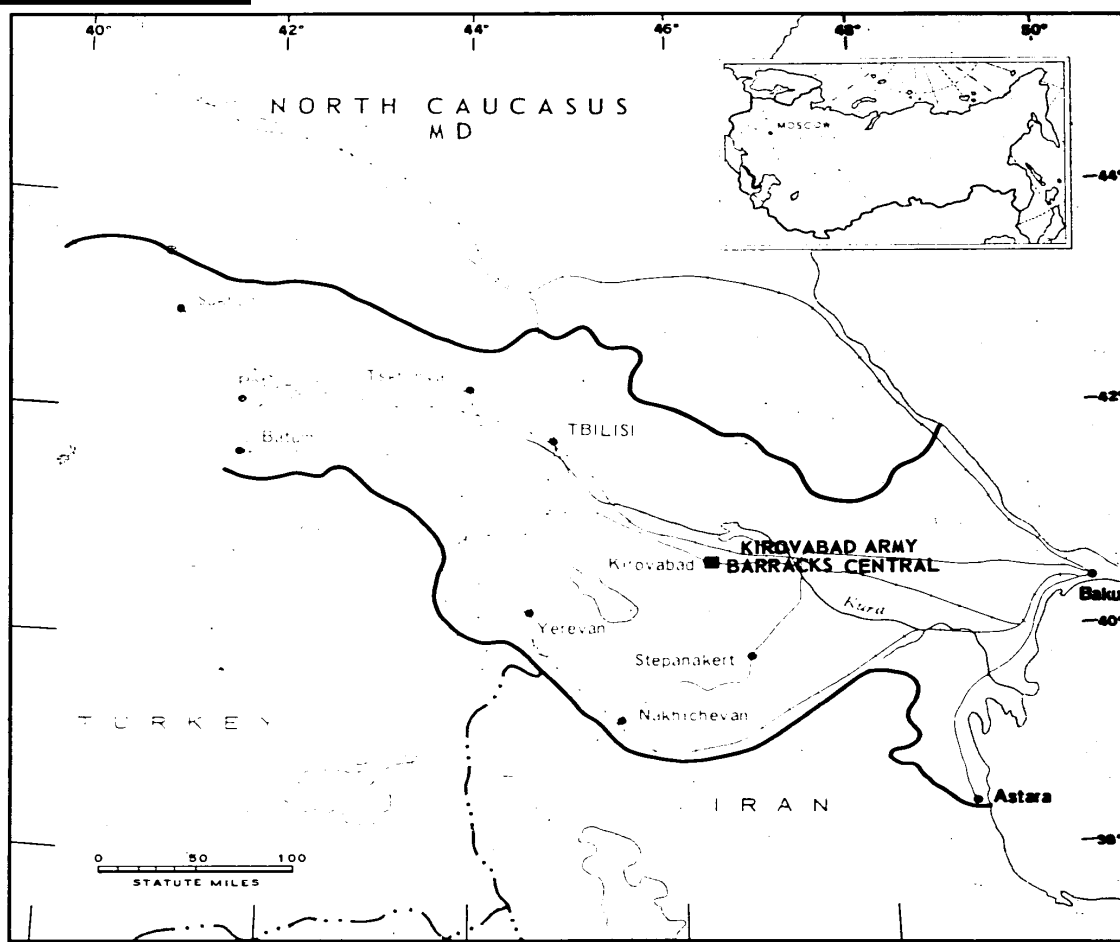 40° 42° 44° 46° 48° 50°
NORTH CAUCASUS
MD
MOSCOW
44°
42°
TBILISI
KIROVABAD ARMY
BARRACKS CENTRAL
Kirovabad
Baku
Kura
40°
Yerevan
Stepanakert
Nakhichevan
TURKEY
IRAN
Astara
38°
0 50 100
STATUTE MILES